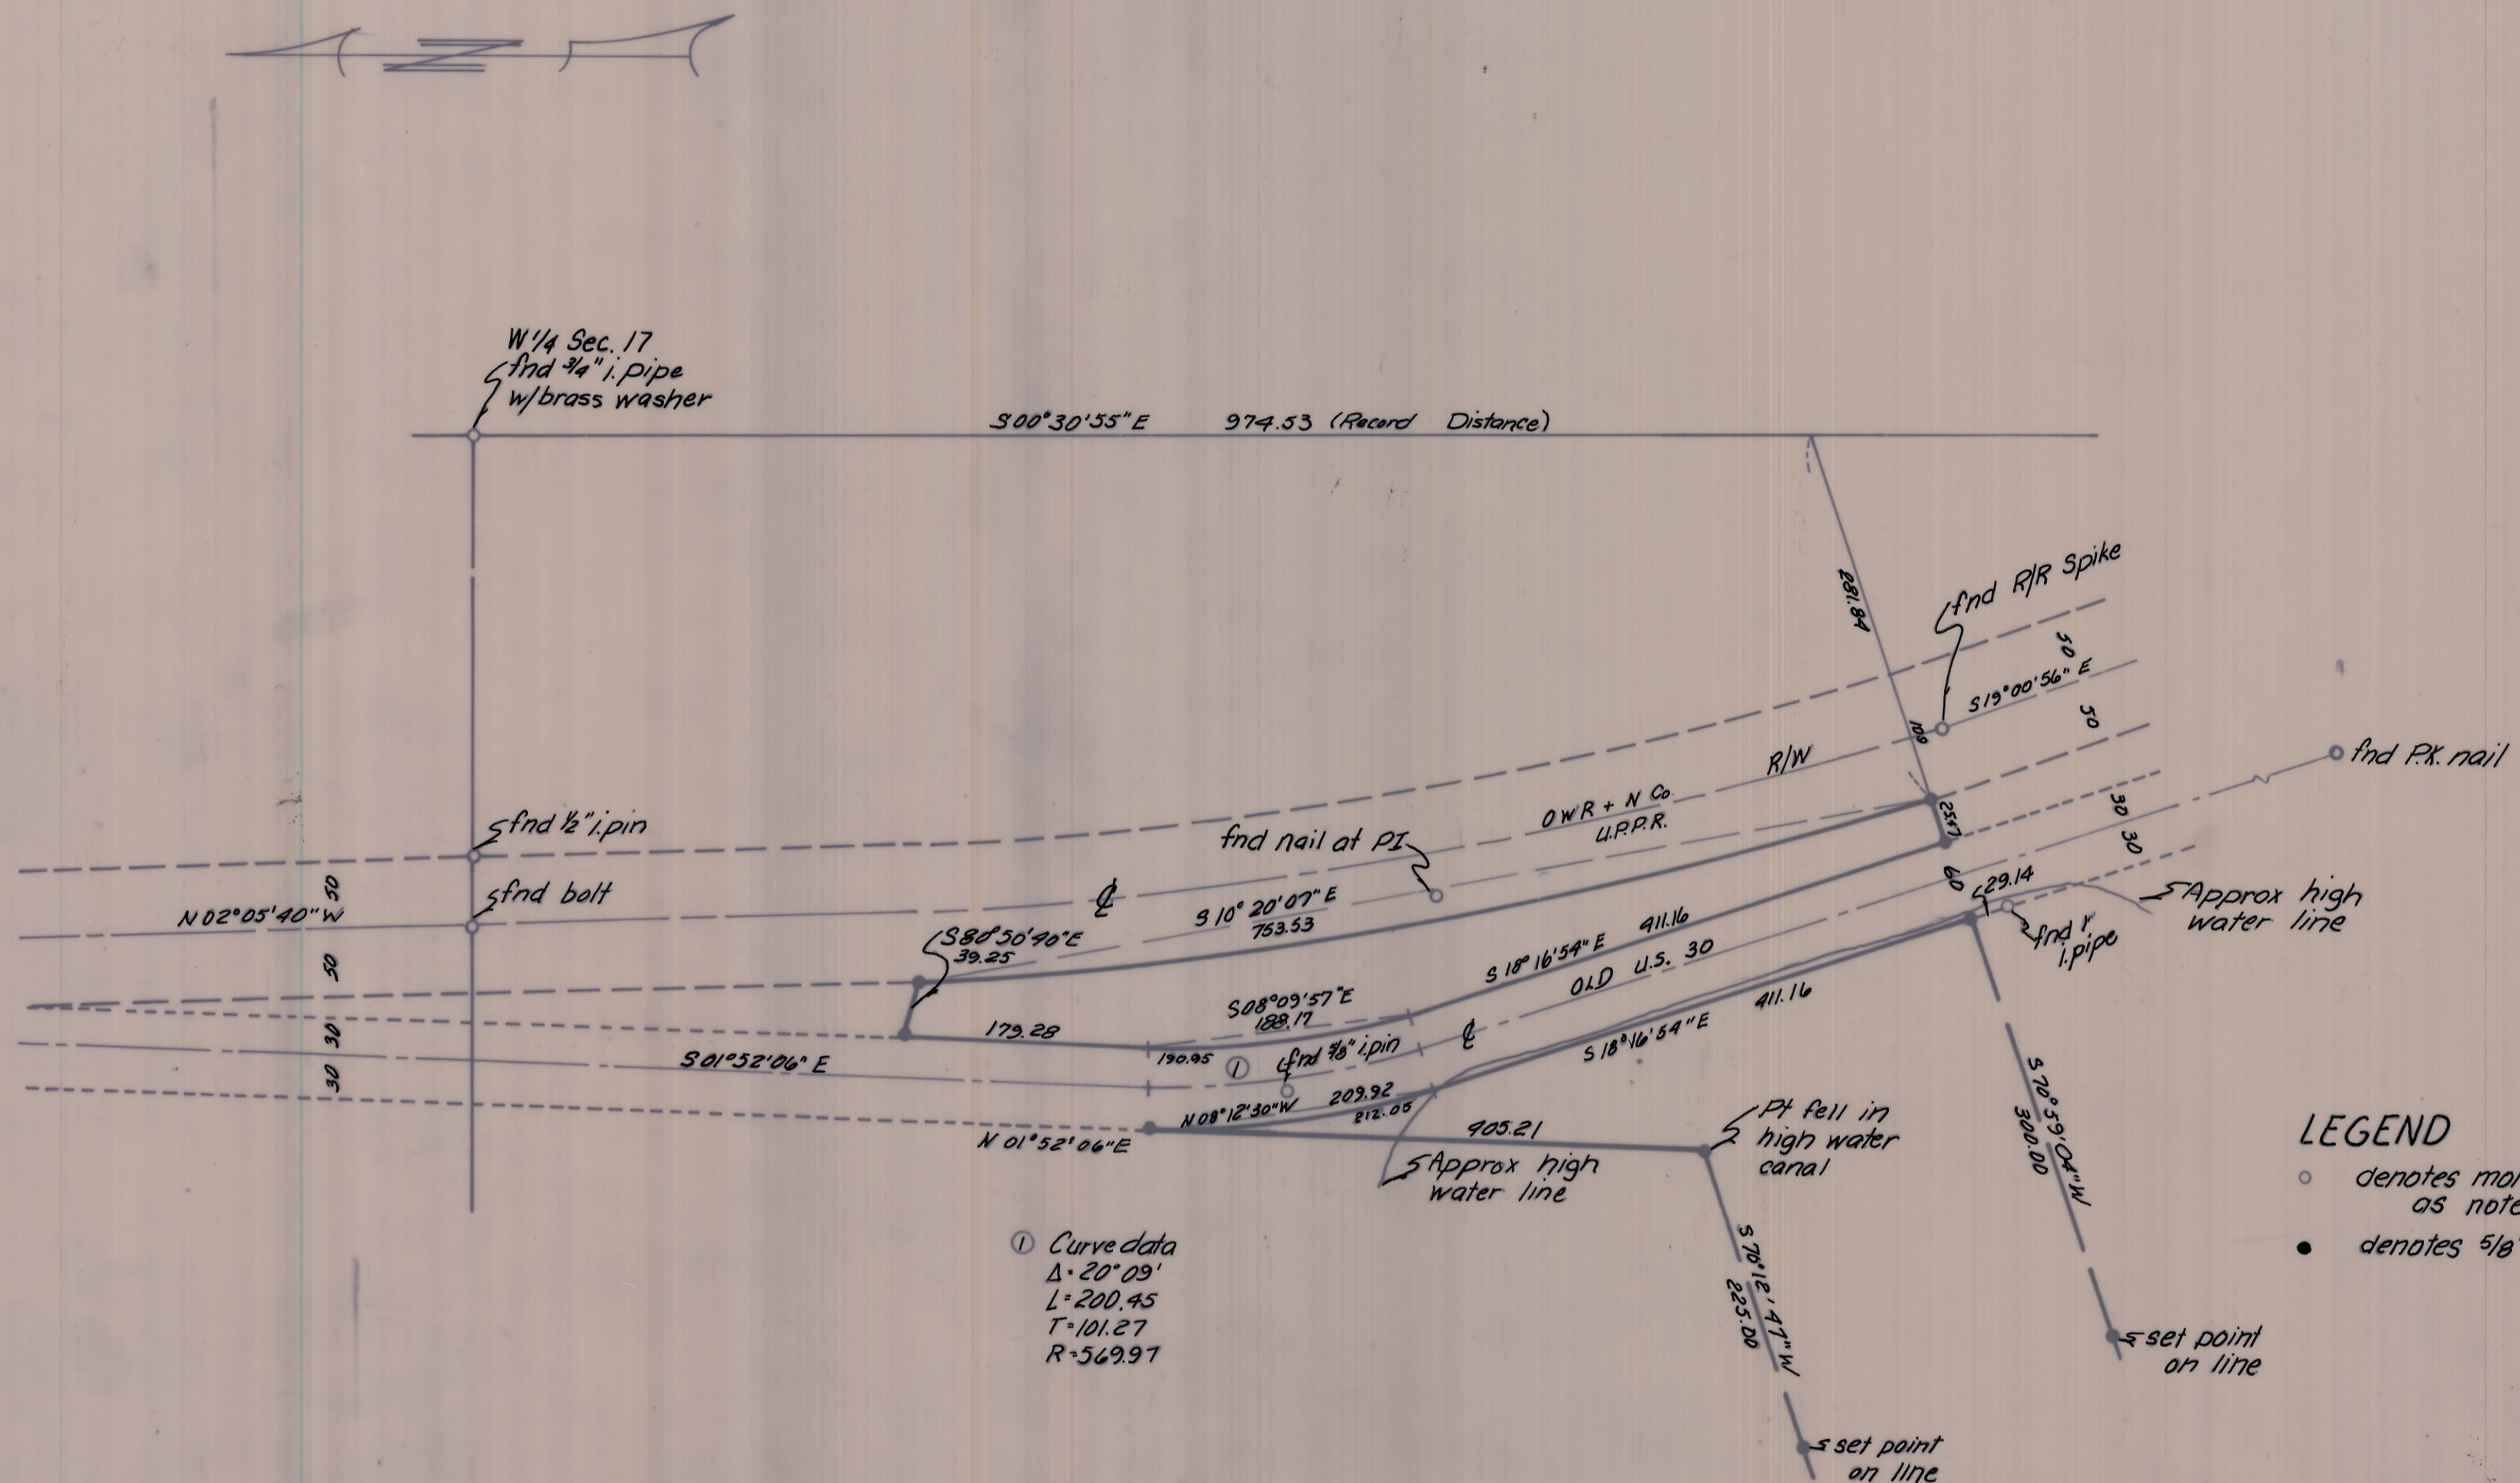 N
W 1/4 Sec. 17
fnd 3/4" i. pipe
w/brass washer
S 00°30'55" E 974.53 (Record Distance)
281.84
fnd R/R Spike
50
S 19°00'56" E
50
100
R/W
fnd P.K. nail
OWR + N Co.
U.P.P.R.
25.47
30
30
fnd 1/2" i.pin
fnd nail at PI
60
29.14
Approx high
water line
fnd 1"
i.pipe
50
fnd bolt
N 02°05'40" W
℄
S 10° 20'07" E
753.53
S80°50'40"E
39.25
50
411.16
S 18°16'54" E
OLD U.S. 30
411.16
S 18°16'54" E
℄
S08°09'57"E
188.17
179.28
190.95
1
fnd 5/8" i.pin
30
S 01°52'06" E
30
N 08°12'30"W 209.92
212.05
N 01°52'06"E
405.21
Pt fell in
high water
canal
Approx high
water line
S 70°59'04"W
300.00
S 70°12'47"W
225.00
LEGEND
denotes mon
as note
denotes 5/8"
1 Curve data
Δ = 20°09'
L = 200.45
T = 101.27
R = 569.97
set point
on line
set point
on line